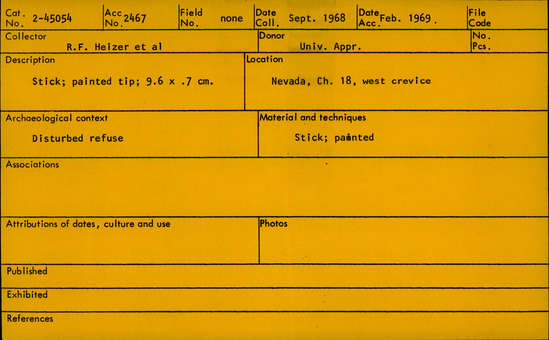 Cat. No. 2-45054 Acc. No. 2467 Field No. none Date Coll. Sept. 1968 Date Acc. Feb. 1969. File Code
Collector R.F. Heizer et al Donor Univ. Appr. No. Pcs.
Description Location
Stick; painted tip; 9.6 x .7 cm. Nevada, Ch. 18, west crevice
Archaeological context Material and techniques
Disturbed refuse Stick; painted
Associations
Attributions of dates, culture and use Photos
Published
Exhibited
References